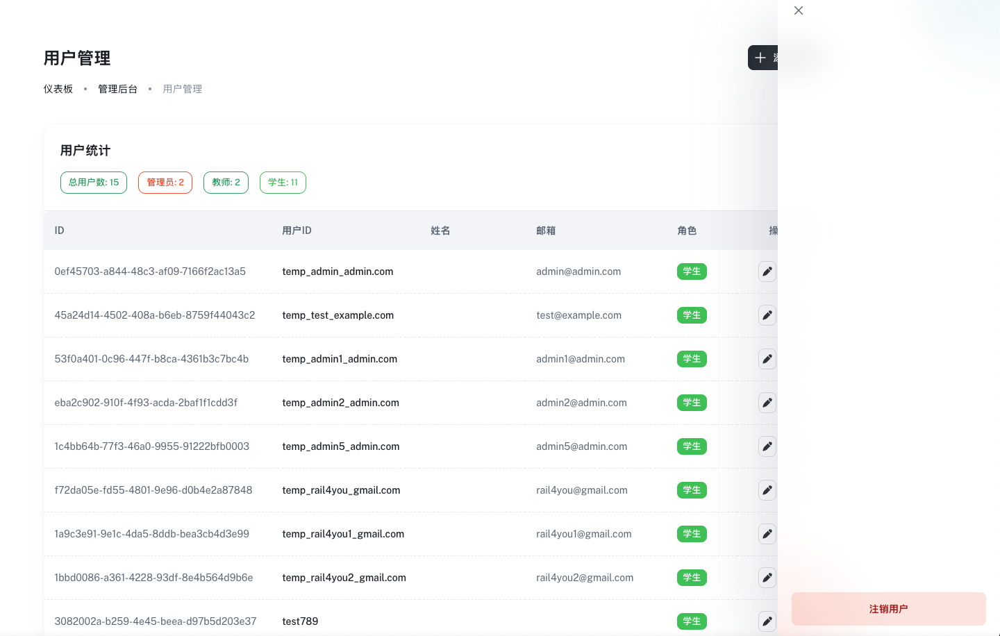 用户管理
仪表板 • 管理后台 • 用户管理
用户统计
总用户数: 15 管理员: 2 教师: 2 学生: 11
ID 用户ID 姓名 邮箱 角色
0ef45703-a844-48c3-af09-7166f2ac13a5 temp_admin_admin.com admin@admin.com 学生
45a24d14-4502-408a-b6eb-8759f44043c2 temp_test_example.com test@example.com 学生
53f0a401-0c96-447f-b8ca-4361b3c7bc4b temp_admin1_admin.com admin1@admin.com 学生
eba2c902-910f-4f93-acda-2baf1f1cdd3f temp_admin2_admin.com admin2@admin.com 学生
1c4bb64b-77f3-46a0-9955-91222bfb0003 temp_admin5_admin.com admin5@admin.com 学生
f72da05e-fd55-4801-9e96-d0b4e2a87848 temp_rail4you_gmail.com rail4you@gmail.com 学生
1a9c3e91-9e1c-4da5-8ddb-bea3cb4d3e99 temp_rail4you1_gmail.com rail4you1@gmail.com 学生
1bbd0086-a361-4228-93df-8e4b564d9b6e temp_rail4you2_gmail.com rail4you2@gmail.com 学生
3082002a-b259-4e45-beea-d97b5d203e37 test789 学生
注销用户